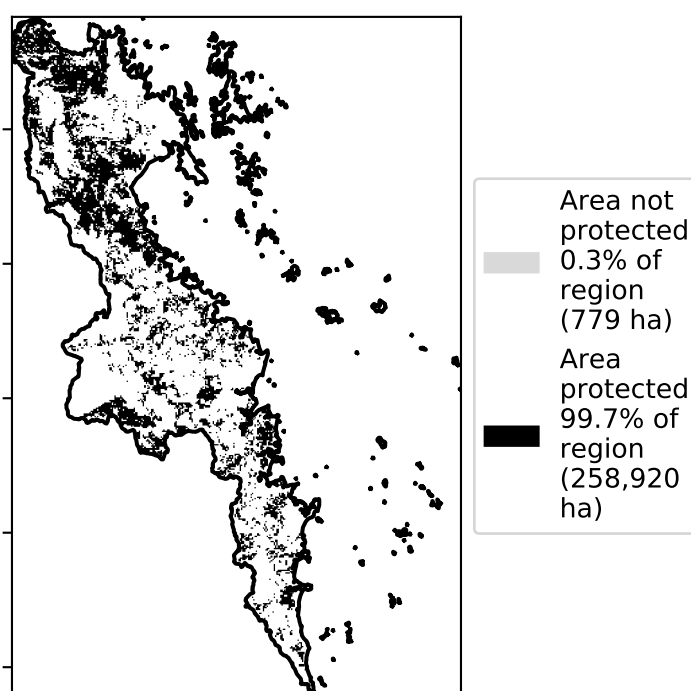 Area not
protected
0.3% of
region
(779 ha)
Area
protected
99.7% of
region
(258,920
ha)